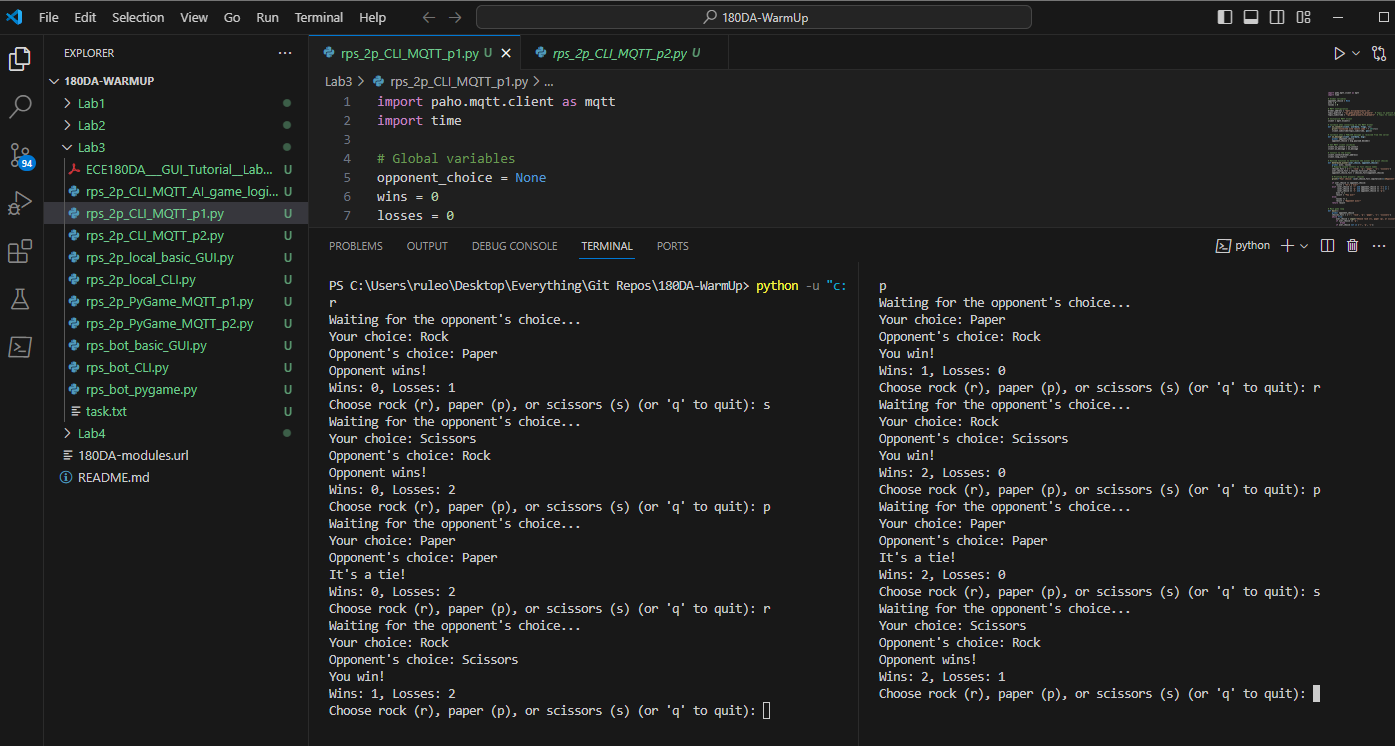 File Edit Selection View Go Run Terminal Help
180DA-WarmUp
EXPLORER
180DA-WARMUP
Lab1
Lab2
Lab3
ECE180DA___GUI_Tutorial__Lab... U
rps_2p_CLI_MQTT_AI_game_logi... U
rps_2p_CLI_MQTT_p1.py U
rps_2p_CLI_MQTT_p2.py U
rps_2p_local_basic_GUI.py U
rps_2p_local_CLI.py U
rps_2p_PyGame_MQTT_p1.py U
rps_2p_PyGame_MQTT_p2.py U
rps_bot_basic_GUI.py U
rps_bot_CLI.py U
rps_bot_pygame.py U
task.txt U
Lab4
180DA-modules.url
README.md
94
rps_2p_CLI_MQTT_p1.py U
rps_2p_CLI_MQTT_p2.py U
Lab3 > rps_2p_CLI_MQTT_p1.py > ...
1 import paho.mqtt.client as mqtt
2 import time
3
4 # Global variables
5 opponent_choice = None
6 wins = 0
7 losses = 0
PROBLEMS OUTPUT DEBUG CONSOLE TERMINAL PORTS
python
PS C:\Users\ruleo\Desktop\Everything\Git Repos\180DA-WarmUp> python -u "c:
r
Waiting for the opponent's choice...
Your choice: Rock
Opponent's choice: Paper
Opponent wins!
Wins: 0, Losses: 1
Choose rock (r), paper (p), or scissors (s) (or 'q' to quit): s
Waiting for the opponent's choice...
Your choice: Scissors
Opponent's choice: Rock
Opponent wins!
Wins: 0, Losses: 2
Choose rock (r), paper (p), or scissors (s) (or 'q' to quit): p
Waiting for the opponent's choice...
Your choice: Paper
Opponent's choice: Paper
It's a tie!
Wins: 0, Losses: 2
Choose rock (r), paper (p), or scissors (s) (or 'q' to quit): r
Waiting for the opponent's choice...
Your choice: Rock
Opponent's choice: Scissors
You win!
Wins: 1, Losses: 2
Choose rock (r), paper (p), or scissors (s) (or 'q' to quit):
p
Waiting for the opponent's choice...
Your choice: Paper
Opponent's choice: Rock
You win!
Wins: 1, Losses: 0
Choose rock (r), paper (p), or scissors (s) (or 'q' to quit): r
Waiting for the opponent's choice...
Your choice: Rock
Opponent's choice: Scissors
You win!
Wins: 2, Losses: 0
Choose rock (r), paper (p), or scissors (s) (or 'q' to quit): p
Waiting for the opponent's choice...
Your choice: Paper
Opponent's choice: Paper
It's a tie!
Wins: 2, Losses: 0
Choose rock (r), paper (p), or scissors (s) (or 'q' to quit): s
Waiting for the opponent's choice...
Your choice: Scissors
Opponent's choice: Rock
Opponent wins!
Wins: 2, Losses: 1
Choose rock (r), paper (p), or scissors (s) (or 'q' to quit):